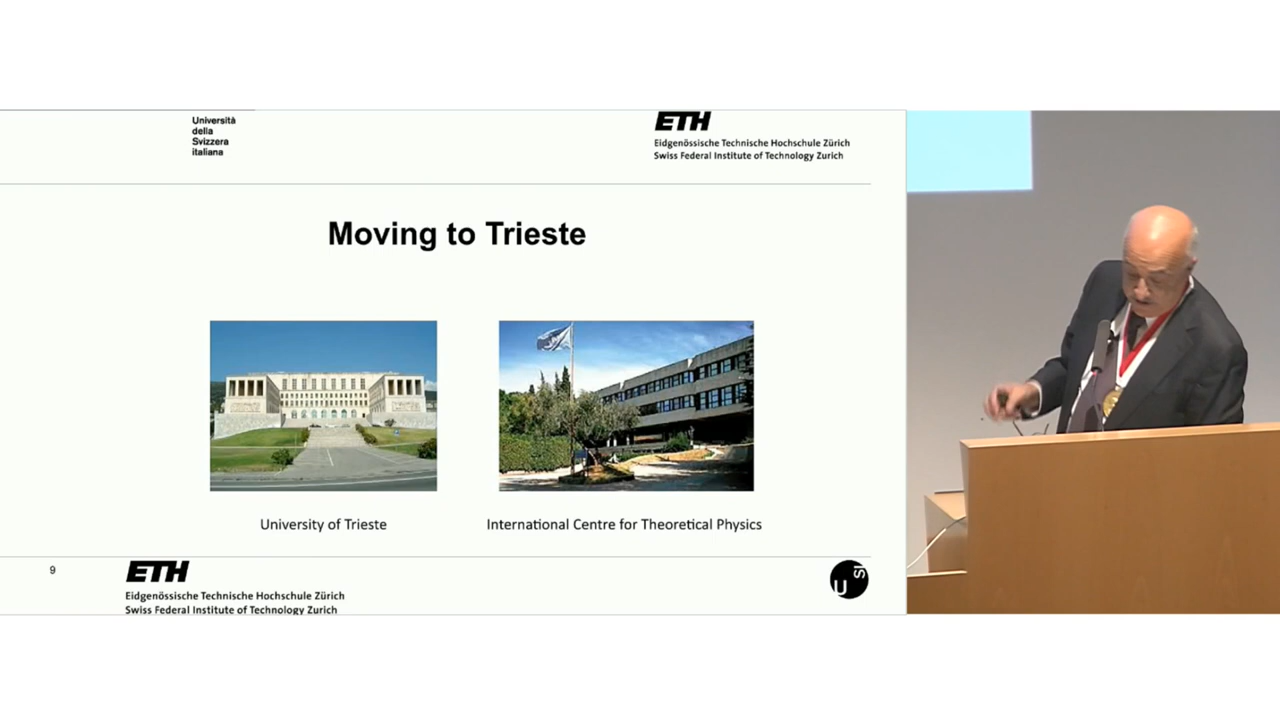 Università
della
Svizzera
italiana
ETH
Eidgenössische Technische Hochschule Zürich
Swiss Federal Institute of Technology Zurich
Moving to Trieste
University of Trieste
International Centre for Theoretical Physics
9
ETH
Eidgenössische Technische Hochschule Zürich
Swiss Federal Institute of Technology Zurich
U
SI